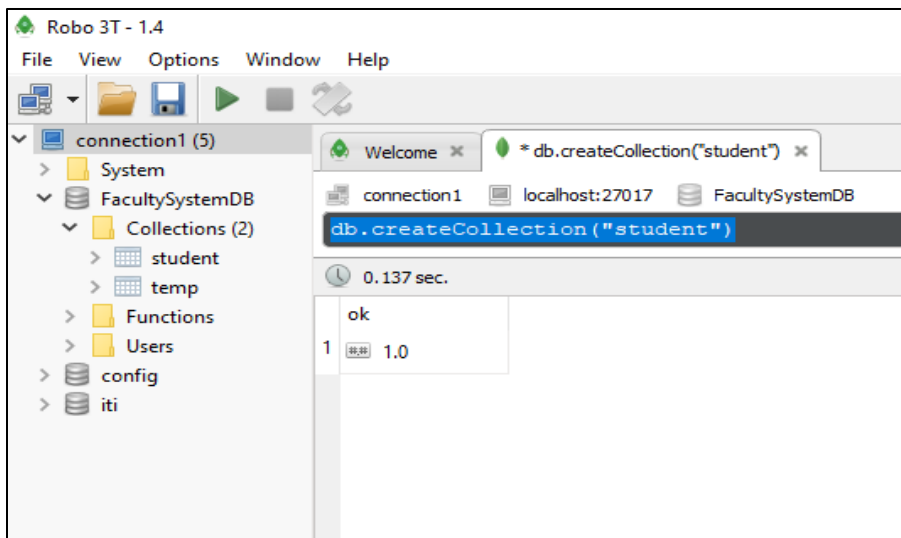 Robo 3T - 1.4
File View Options Window Help
connection1 (5)
System
FacultySystemDB
Collections (2)
student
temp
Functions
Users
config
iti
Welcome
* db.createCollection("student")
connection1 localhost:27017 FacultySystemDB
db.createCollection("student")
0.137 sec.
ok
1 #.# 1.0